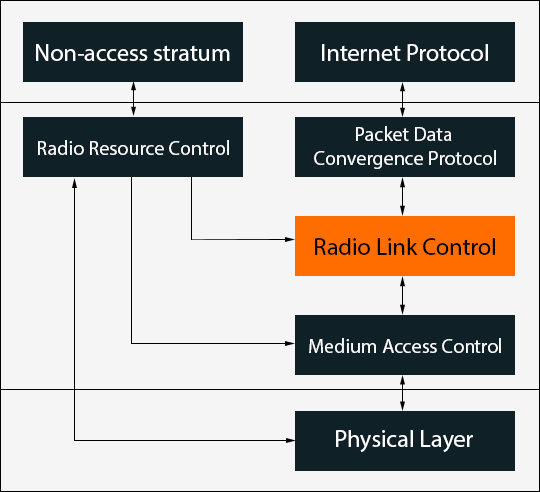 Non-access stratum
Internet Protocol
Radio Resource Control
Packet Data
Convergence Protocol
Radio Link Control
Medium Access Control
Physical Layer